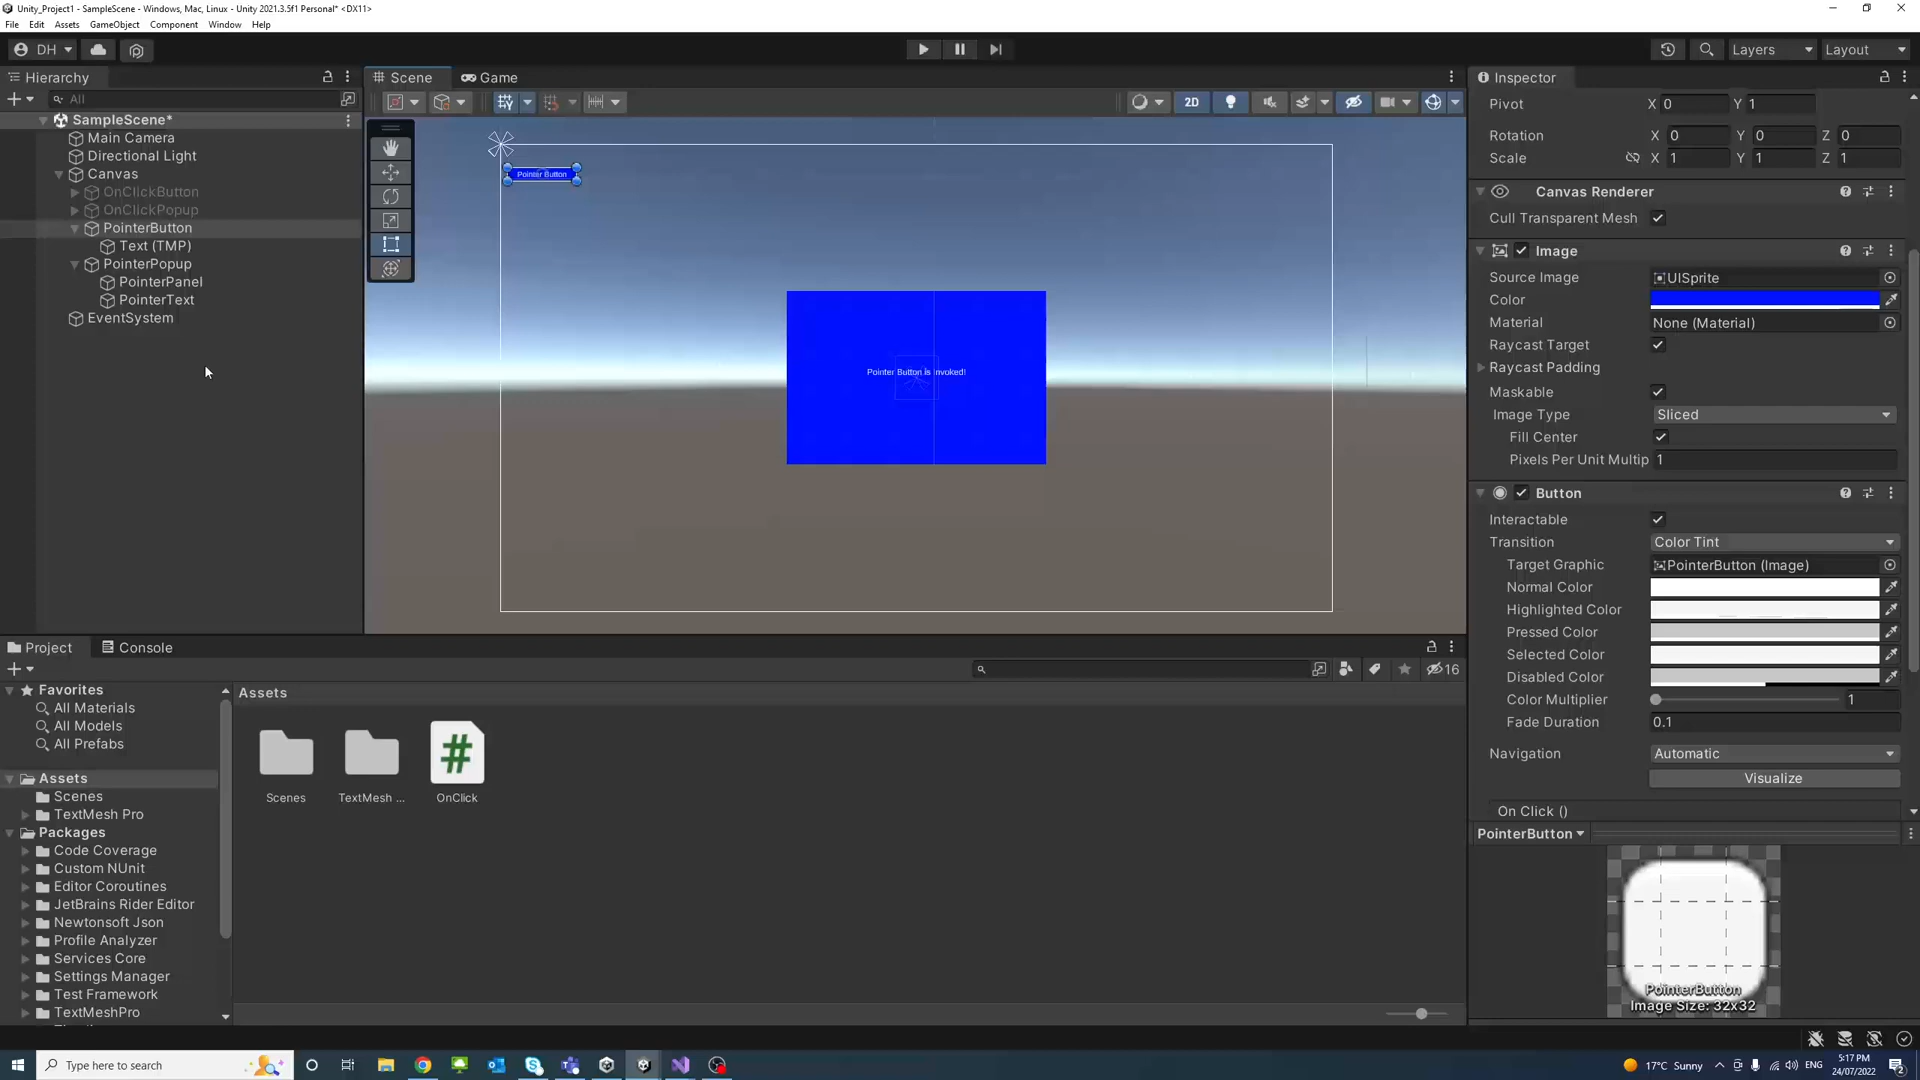 Unity_Project1 - SampleScene - Windows, Mac, Linux - Unity 2021.3.5f1 Personal* <DX11>
File Edit Assets GameObject Component Window Help
DH
Layers
Layout
Hierarchy
All
SampleScene*
Main Camera
Directional Light
Canvas
OnClickButton
OnClickPopup
PointerButton
Text (TMP)
PointerPopup
PointerPanel
PointerText
EventSystem
Scene
Game
2D
Pointer Button
Pointer Button is Invoked!
Inspector
Pivot X 0 Y 1
Rotation X 0 Y 0 Z 0
Scale X 1 Y 1 Z 1
Canvas Renderer
Cull Transparent Mesh
Image
Source Image UISprite
Color
Material None (Material)
Raycast Target
Raycast Padding
Maskable
Image Type Sliced
Fill Center
Pixels Per Unit Multip 1
Button
Interactable
Transition Color Tint
Target Graphic PointerButton (Image)
Normal Color
Highlighted Color
Pressed Color
Selected Color
Disabled Color
Color Multiplier 1
Fade Duration 0.1
Navigation Automatic
Visualize
On Click ()
PointerButton
PointerButton
Image Size: 32x32
Project
Console
16
Favorites
All Materials
All Models
All Prefabs
Assets
Scenes
TextMesh Pro
Packages
Code Coverage
Custom NUnit
Editor Coroutines
JetBrains Rider Editor
Newtonsoft Json
Profile Analyzer
Services Core
Settings Manager
Test Framework
TextMeshPro
Assets
Scenes
TextMesh ...
#
OnClick
Type here to search
17°C Sunny
ENG
5:17 PM
24/07/2022
2